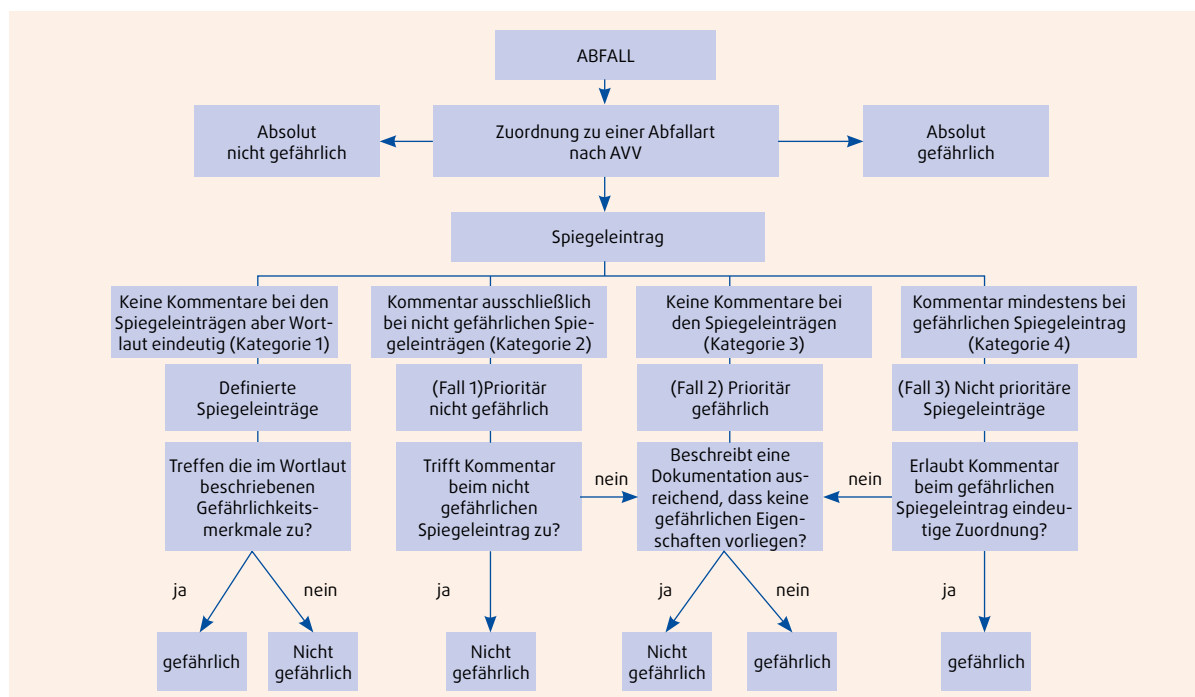 ABFALL
Absolut
nicht gefährlich
Zuordnung zu einer Abfallart
nach AVV
Absolut
gefährlich
Spiegeleintrag
Keine Kommentare bei den
Spiegeleinträgen aber Wort-
laut eindeutig (Kategorie 1)
Kommentar ausschließlich
bei nicht gefährlichen Spie-
geleinträgen (Kategorie 2)
Keine Kommentare bei
den Spiegeleinträgen
(Kategorie 3)
Kommentar mindestens bei
gefährlichen Spiegeleintrag
(Kategorie 4)
Definierte
Spiegeleinträge
(Fall 1)Prioritär
nicht gefährlich
(Fall 2) Prioritär
gefährlich
(Fall 3) Nicht prioritäre
Spiegeleinträge
Treffen die im Wortlaut
beschriebenen
Gefährlichkeits-
merkmale zu?
Trifft Kommentar
beim nicht
gefährlichen
Spiegeleintrag zu?
nein
Beschreibt eine
Dokumentation aus-
reichend, dass keine
gefährlichen Eigen-
schaften vorliegen?
nein
Erlaubt Kommentar
beim gefährlichen
Spiegeleintrag eindeu-
tige Zuordnung?
ja
nein
ja
ja
nein
ja
gefährlich
Nicht
gefährlich
Nicht
gefährlich
Nicht
gefährlich
gefährlich
gefährlich